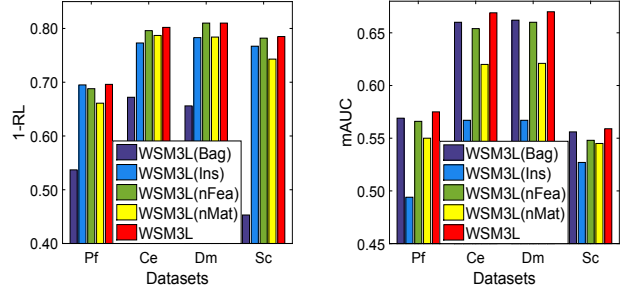 0.80
0.70
0.60
0.50
0.40
1-RL
WSM3L(Bag)
WSM3L(Ins)
WSM3L(nFea)
WSM3L(nMat)
WSM3L
Pf Ce Dm Sc
Datasets
0.65
0.60
0.55
0.50
0.45
mAUC
WSM3L(Bag)
WSM3L(Ins)
WSM3L(nFea)
WSM3L(nMat)
WSM3L
Pf Ce Dm Sc
Datasets